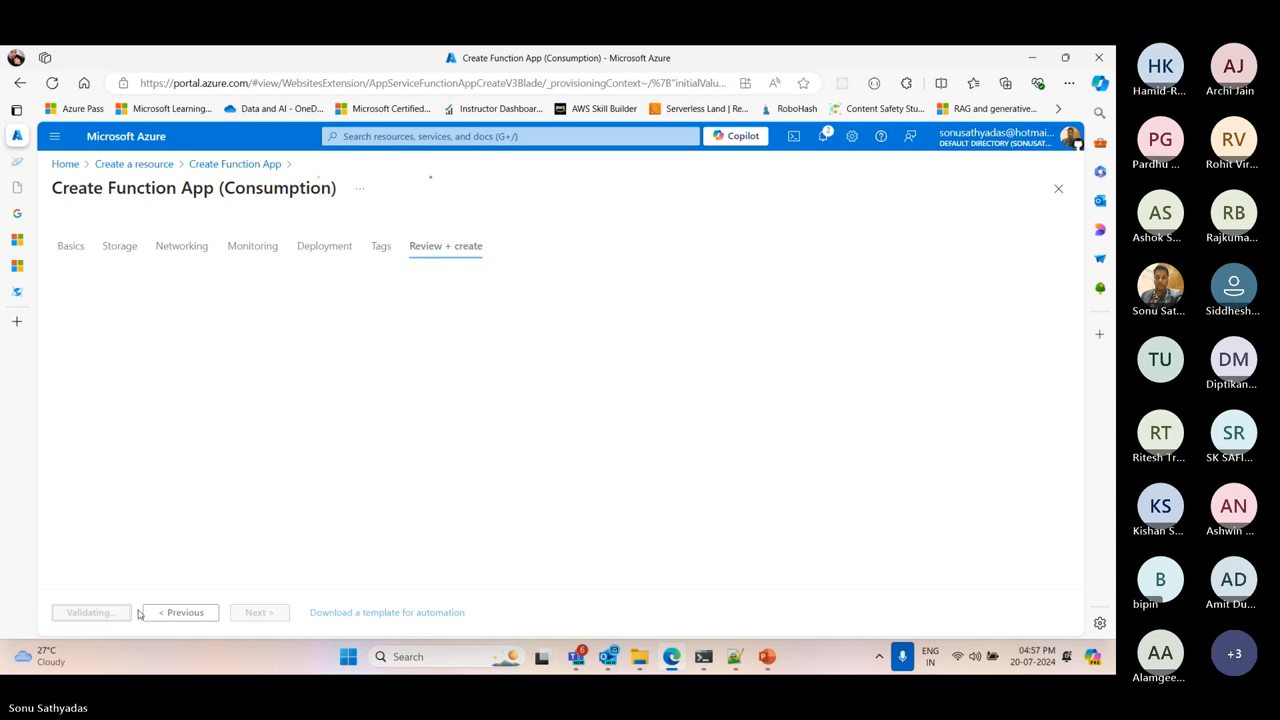 Create Function App (Consumption) - Microsoft Azure
https://portal.azure.com/#view/WebsitesExtension/AppServiceFunctionAppCreateV3Blade/_provisioningContext~/%7B"initialValu...
Azure Pass
Microsoft Learning...
Data and AI - OneD...
Microsoft Certified...
Instructor Dashboar...
AWS Skill Builder
Serverless Land | Re...
RoboHash
Content Safety Stu...
RAG and generative...
Microsoft Azure
Search resources, services, and docs (G+/)
Copilot
2
sonusathyadas@hotmai...
DEFAULT DIRECTORY (SONUSAT...
Home > Create a resource > Create Function App >
Create Function App (Consumption) ...
Basics Storage Networking Monitoring Deployment Tags Review + create
Validating...
< Previous
Next >
Download a template for automation
27°C
Cloudy
Search
6
NEW
NEW
ENG
IN
04:57 PM
20-07-2024
PRE
HK
Hamid-R...
AJ
Archi Jain
PG
Pardhu ...
RV
Rohit Vir...
AS
Ashok S...
RB
Rajkuma...
Sonu Sat...
Siddhesh...
TU
DM
Diptikan...
RT
Ritesh Tr...
SR
SK SAFI...
KS
Kishan S...
AN
Ashwin ...
B
bipin
AD
Amit Du...
AA
Alamgee...
+3
Sonu Sathyadas